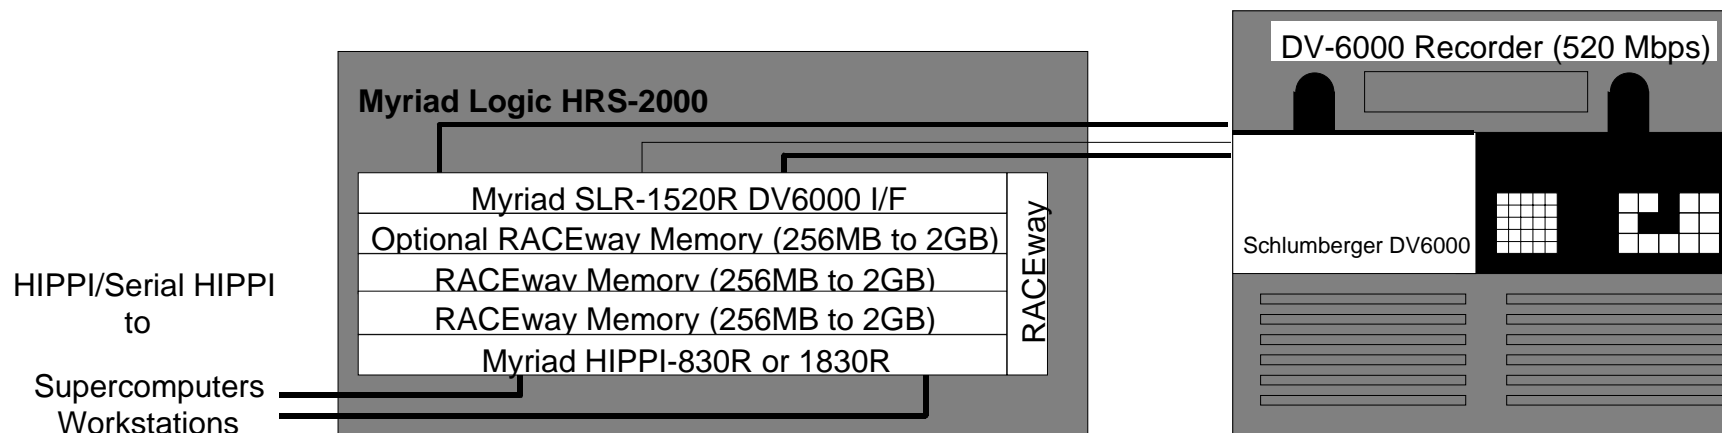 DV-6000 Recorder (520 Mbps)
Myriad Logic HRS-2000
Myriad SLR-1520R DV6000 I/F
Optional RACEway Memory (256MB to 2GB)
RACEway Memory (256MB to 2GB)
RACEway Memory (256MB to 2GB)
Myriad HIPPI-830R or 1830R
RACEway
Schlumberger DV6000
HIPPI/Serial HIPPI
to
Supercomputers
Workstations